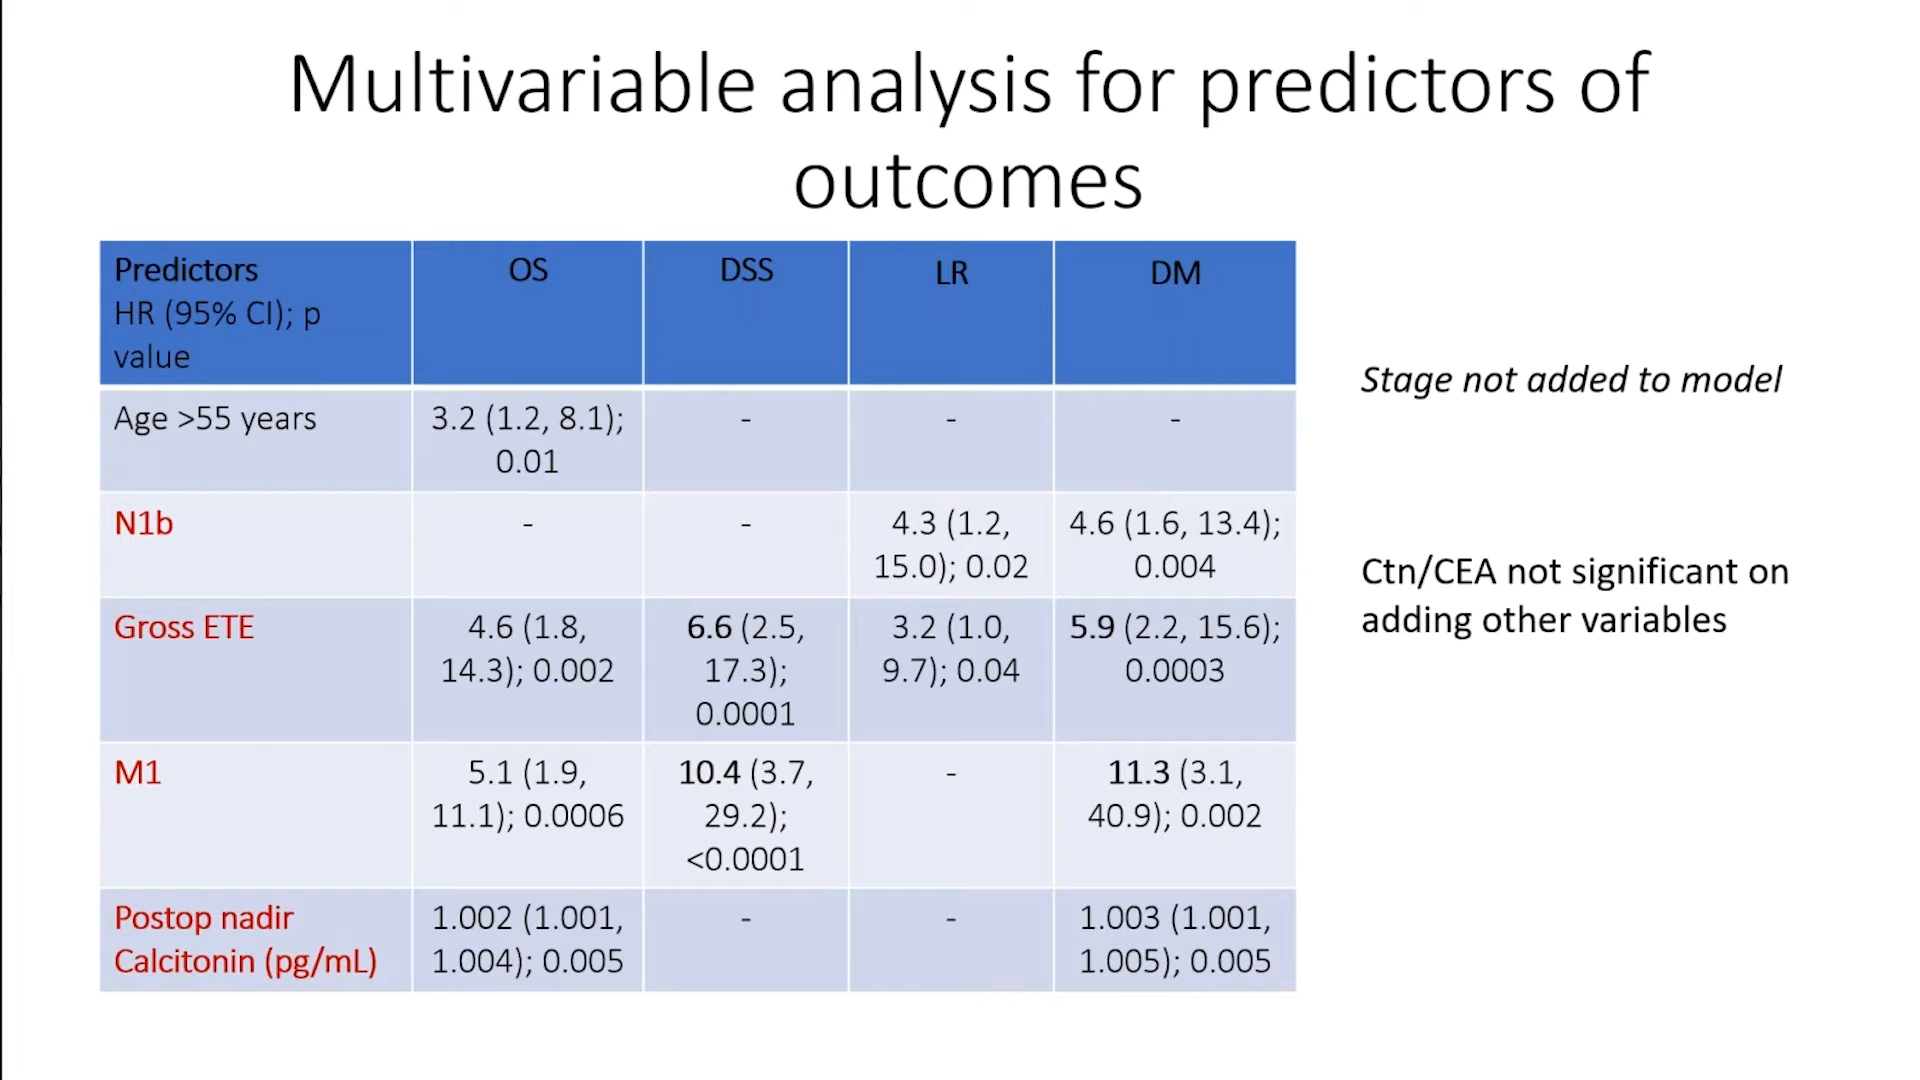 Multivariable analysis for predictors of
outcomes
Predictors
HR (95% CI); p
value
OS
DSS
LR
DM
Age >55 years
3.2 (1.2, 8.1);
0.01
-
-
-
N1b
-
-
4.3 (1.2,
15.0); 0.02
4.6 (1.6, 13.4);
0.004
Gross ETE
4.6 (1.8,
14.3); 0.002
6.6 (2.5,
17.3);
0.0001
3.2 (1.0,
9.7); 0.04
5.9 (2.2, 15.6);
0.0003
M1
5.1 (1.9,
11.1); 0.0006
10.4 (3.7,
29.2);
<0.0001
-
11.3 (3.1,
40.9); 0.002
Postop nadir
Calcitonin (pg/mL)
1.002 (1.001,
1.004); 0.005
-
-
1.003 (1.001,
1.005); 0.005
Stage not added to model
Ctn/CEA not significant on
adding other variables